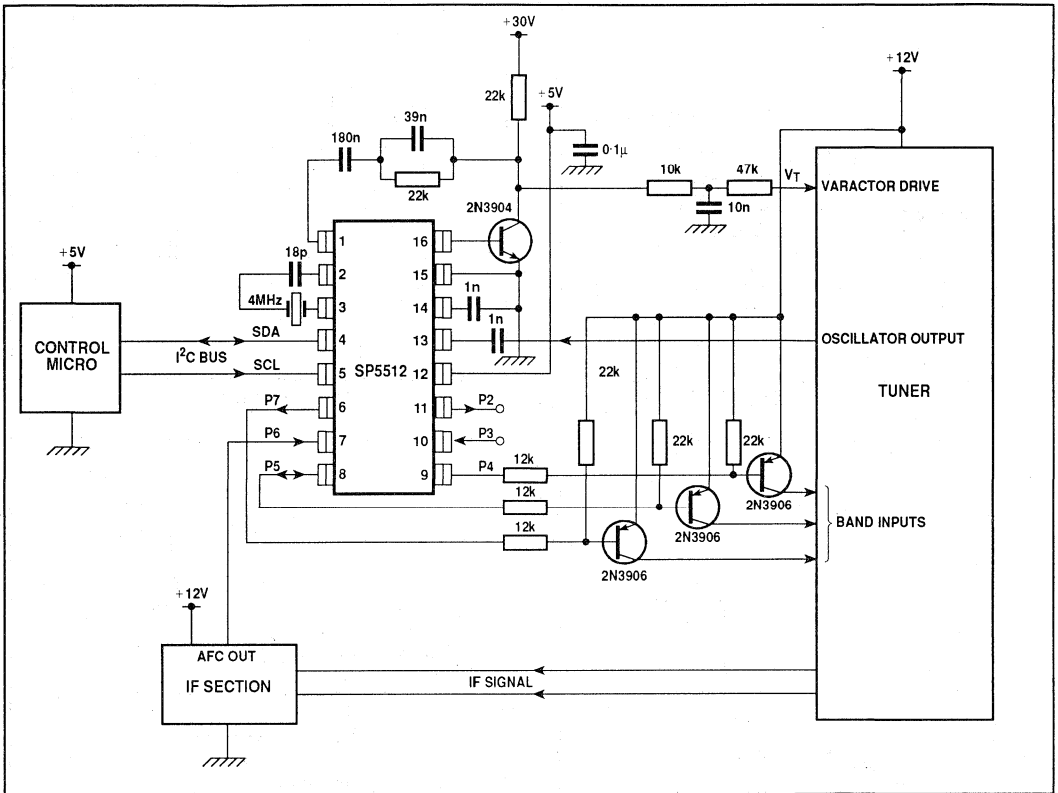 +30V
+12V
22k
+5V
39n
180n
0·1µ
22k
10k
47k
V_T
VARACTOR DRIVE
10n
2N3904
+5V
18p
4MHz
1
2
3
4
5
6
7
8
SP5512
16
15
14
13
12
11
10
9
1n
1n
CONTROL
MICRO
SDA
I²C BUS
SCL
OSCILLATOR OUTPUT
TUNER
P7
P6
P5
P2
P3
P4
22k
22k
22k
12k
12k
12k
2N3906
2N3906
2N3906
BAND INPUTS
+12V
AFC OUT
IF SECTION
IF SIGNAL